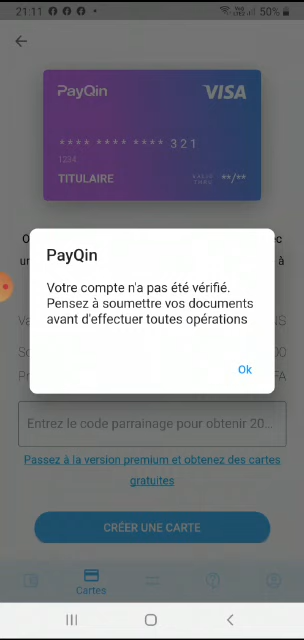 21.11 50%
PayQin VISA
**** **** **** 321
1234
TITULAIRE VALID THRU **/**
PayQin
Votre compte n'a pas été vérifié.
Pensez à soumettre vos documents
avant d'effectuer toutes opérations
Ok
Entrez le code parrainage pour obtenir 20...
Passez à la version premium et obtenez des cartes
gratuites
CRÉER UNE CARTE
Cartes